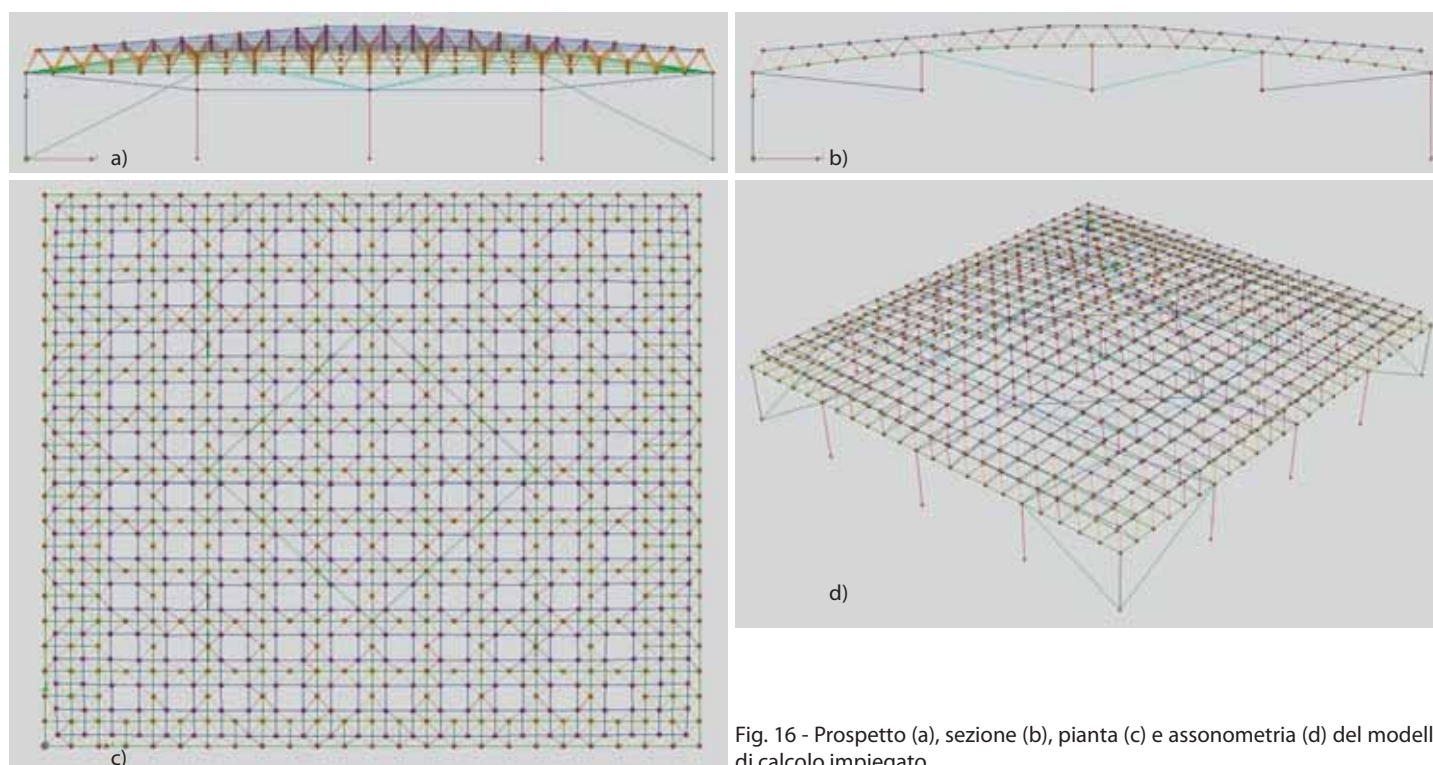 a)
b)
c)
d)
Fig. 16 - Prospetto (a), sezione (b), pianta (c) e assonometria (d) del modell
di calcolo impiegato